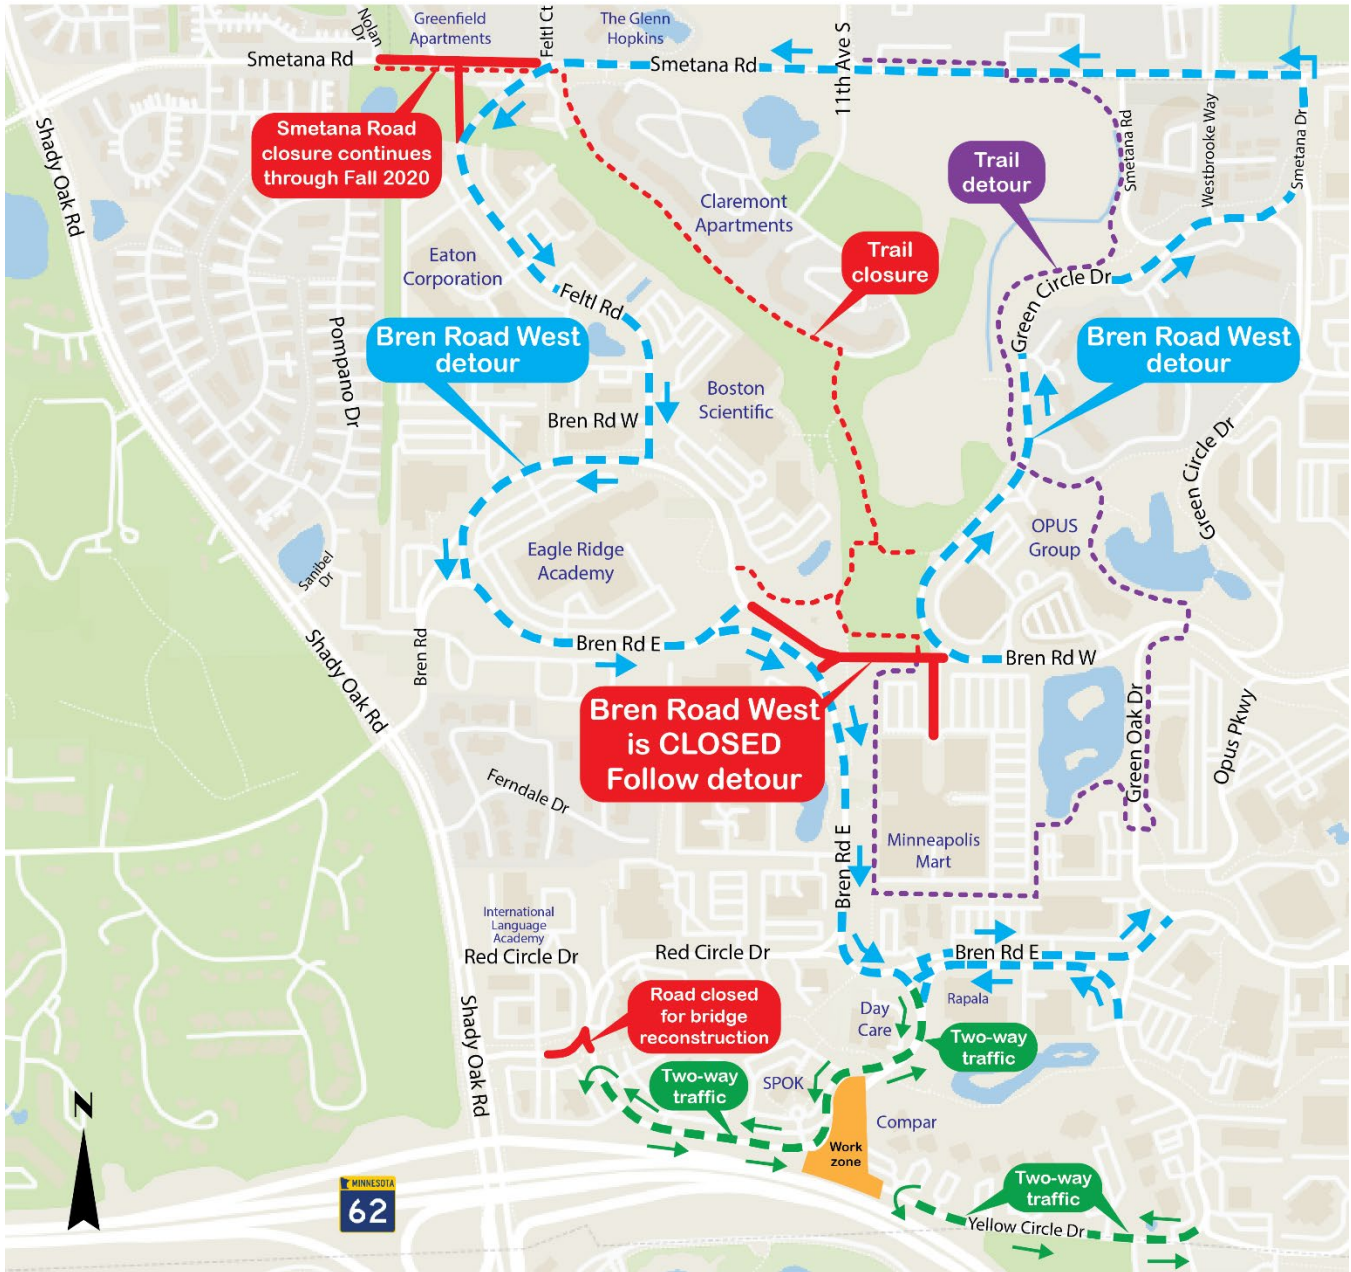 Nolan
Dr
Greenfield
Apartments
Feltl Ct
The Glenn
Hopkins
11th Ave S
Smetana Rd
Smetana Rd
Shady Oak Rd
Smetana Road
closure continues
through Fall 2020
Trail
detour
Smetana Rd
Westbrooke Way
Smetana Dr
Claremont
Apartments
Trail
closure
Eaton
Corporation
Feltl Rd
Green Circle Dr
Pompano Dr
Bren Road West
detour
Bren Road West
detour
Boston
Scientific
Bren Rd W
Green Circle Dr
OPUS
Group
Eagle Ridge
Academy
Sanibel
Dr
Shady Oak Rd
Bren Rd
Bren Rd E
Bren Rd W
Bren Road West
is CLOSED
Follow detour
Green Oak Dr
Opus Pkwy
Ferndale Dr
Bren Rd E
Minneapolis
Mart
International
Language
Academy
Red Circle Dr
Red Circle Dr
Bren Rd E
Road closed
for bridge
reconstruction
Day
Care
Rapala
Two-way
traffic
Shady Oak Rd
Two-way
traffic
SPOK
Compar
N
Work
zone
MINNESOTA
62
Two-way
traffic
Yellow Circle Dr